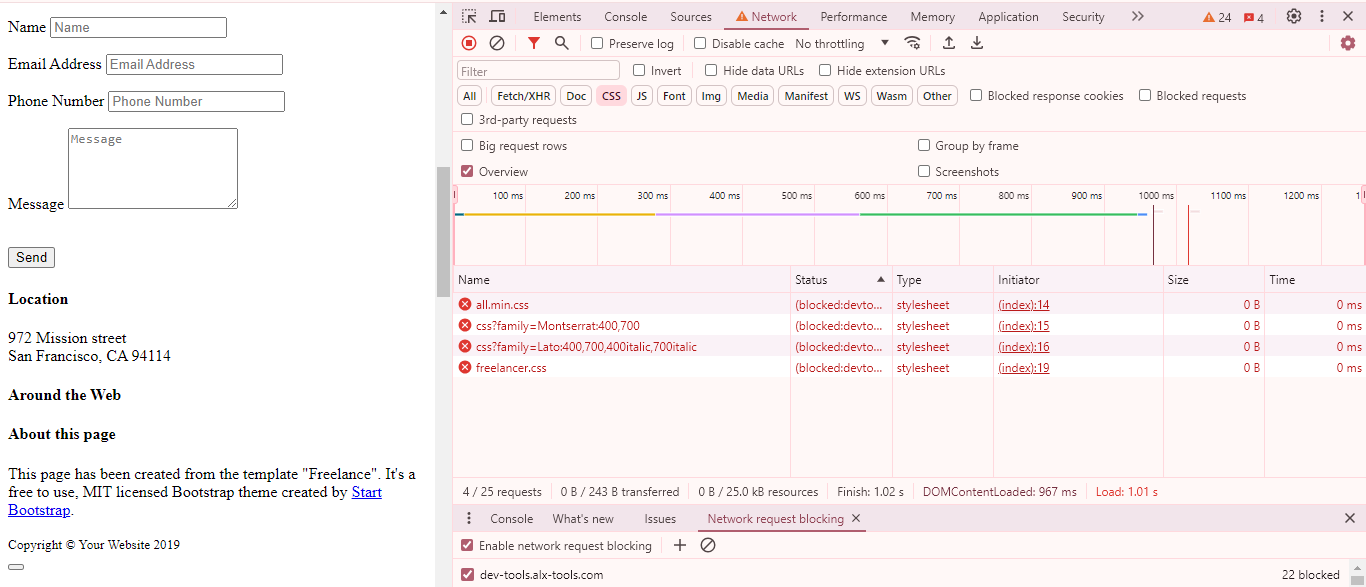 Name Name
Email Address Email Address
Phone Number Phone Number
Message
Message
Send
Location
972 Mission street
San Francisco, CA 94114
Around the Web
About this page
This page has been created from the template "Freelance". It's a
free to use, MIT licensed Bootstrap theme created by Start
Bootstrap.
Copyright © Your Website 2019
Elements Console Sources Network Performance Memory Application Security 24 4
Preserve log Disable cache No throttling
Filter Invert Hide data URLs Hide extension URLs
All Fetch/XHR Doc CSS JS Font Img Media Manifest WS Wasm Other Blocked response cookies Blocked requests
3rd-party requests
Big request rows Group by frame
Overview Screenshots
100 ms 200 ms 300 ms 400 ms 500 ms 600 ms 700 ms 800 ms 900 ms 1000 ms 1100 ms 1200 ms 1
Name Status Type Initiator Size Time
all.min.css (blocked:devto... stylesheet (index):14 0 B 0 ms
css?family=Montserrat:400,700 (blocked:devto... stylesheet (index):15 0 B 0 ms
css?family=Lato:400,700,400italic,700italic (blocked:devto... stylesheet (index):16 0 B 0 ms
freelancer.css (blocked:devto... stylesheet (index):19 0 B 0 ms
4 / 25 requests 0 B / 243 B transferred 0 B / 25.0 kB resources Finish: 1.02 s DOMContentLoaded: 967 ms Load: 1.01 s
Console What's new Issues Network request blocking
Enable network request blocking
dev-tools.alx-tools.com 22 blocked